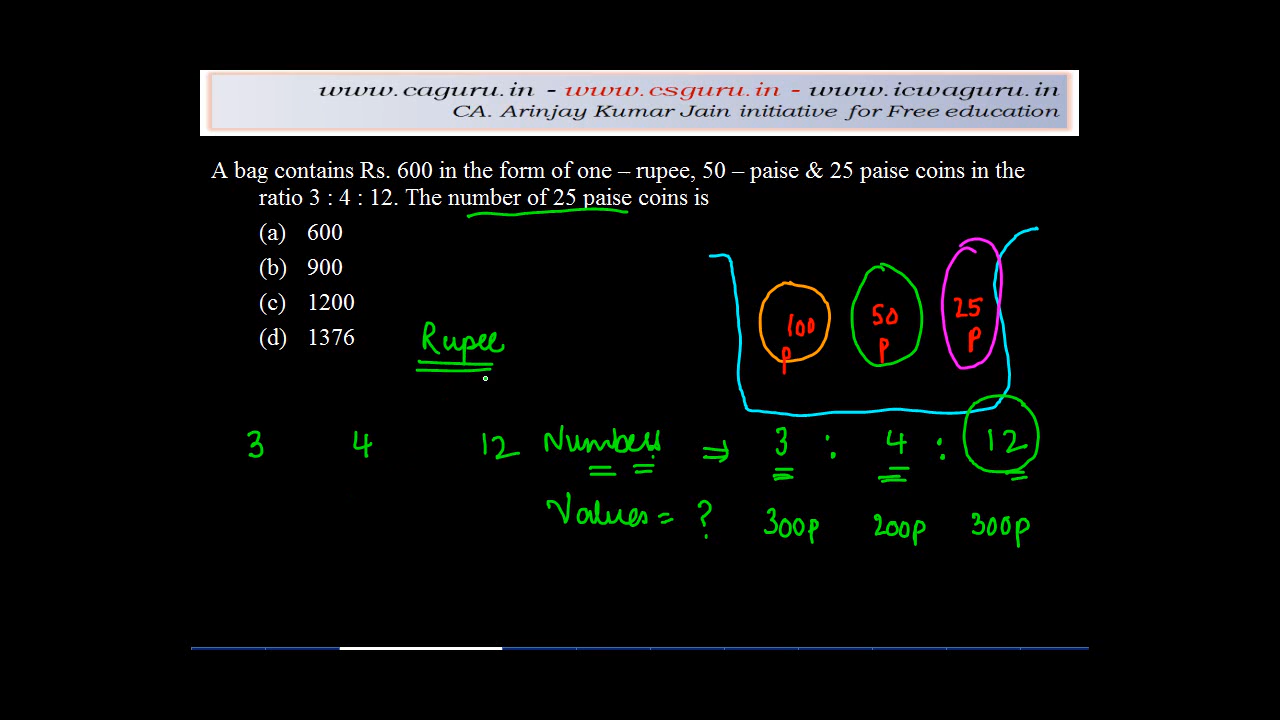 www.caguru.in - www.csguru.in - www.icwaguru.in
CA. Arinjay Kumar Jain initiative for Free education
A bag contains Rs. 600 in the form of one – rupee, 50 – paise & 25 paise coins in the
ratio 3 : 4 : 12. The number of 25 paise coins is
(a) 600
(b) 900
(c) 1200
(d) 1376
Rupee
100 P
50 P
25 P
3 4 12 Numbers ⇒ 3 : 4 : 12
Values = ? 300p 200p 300p